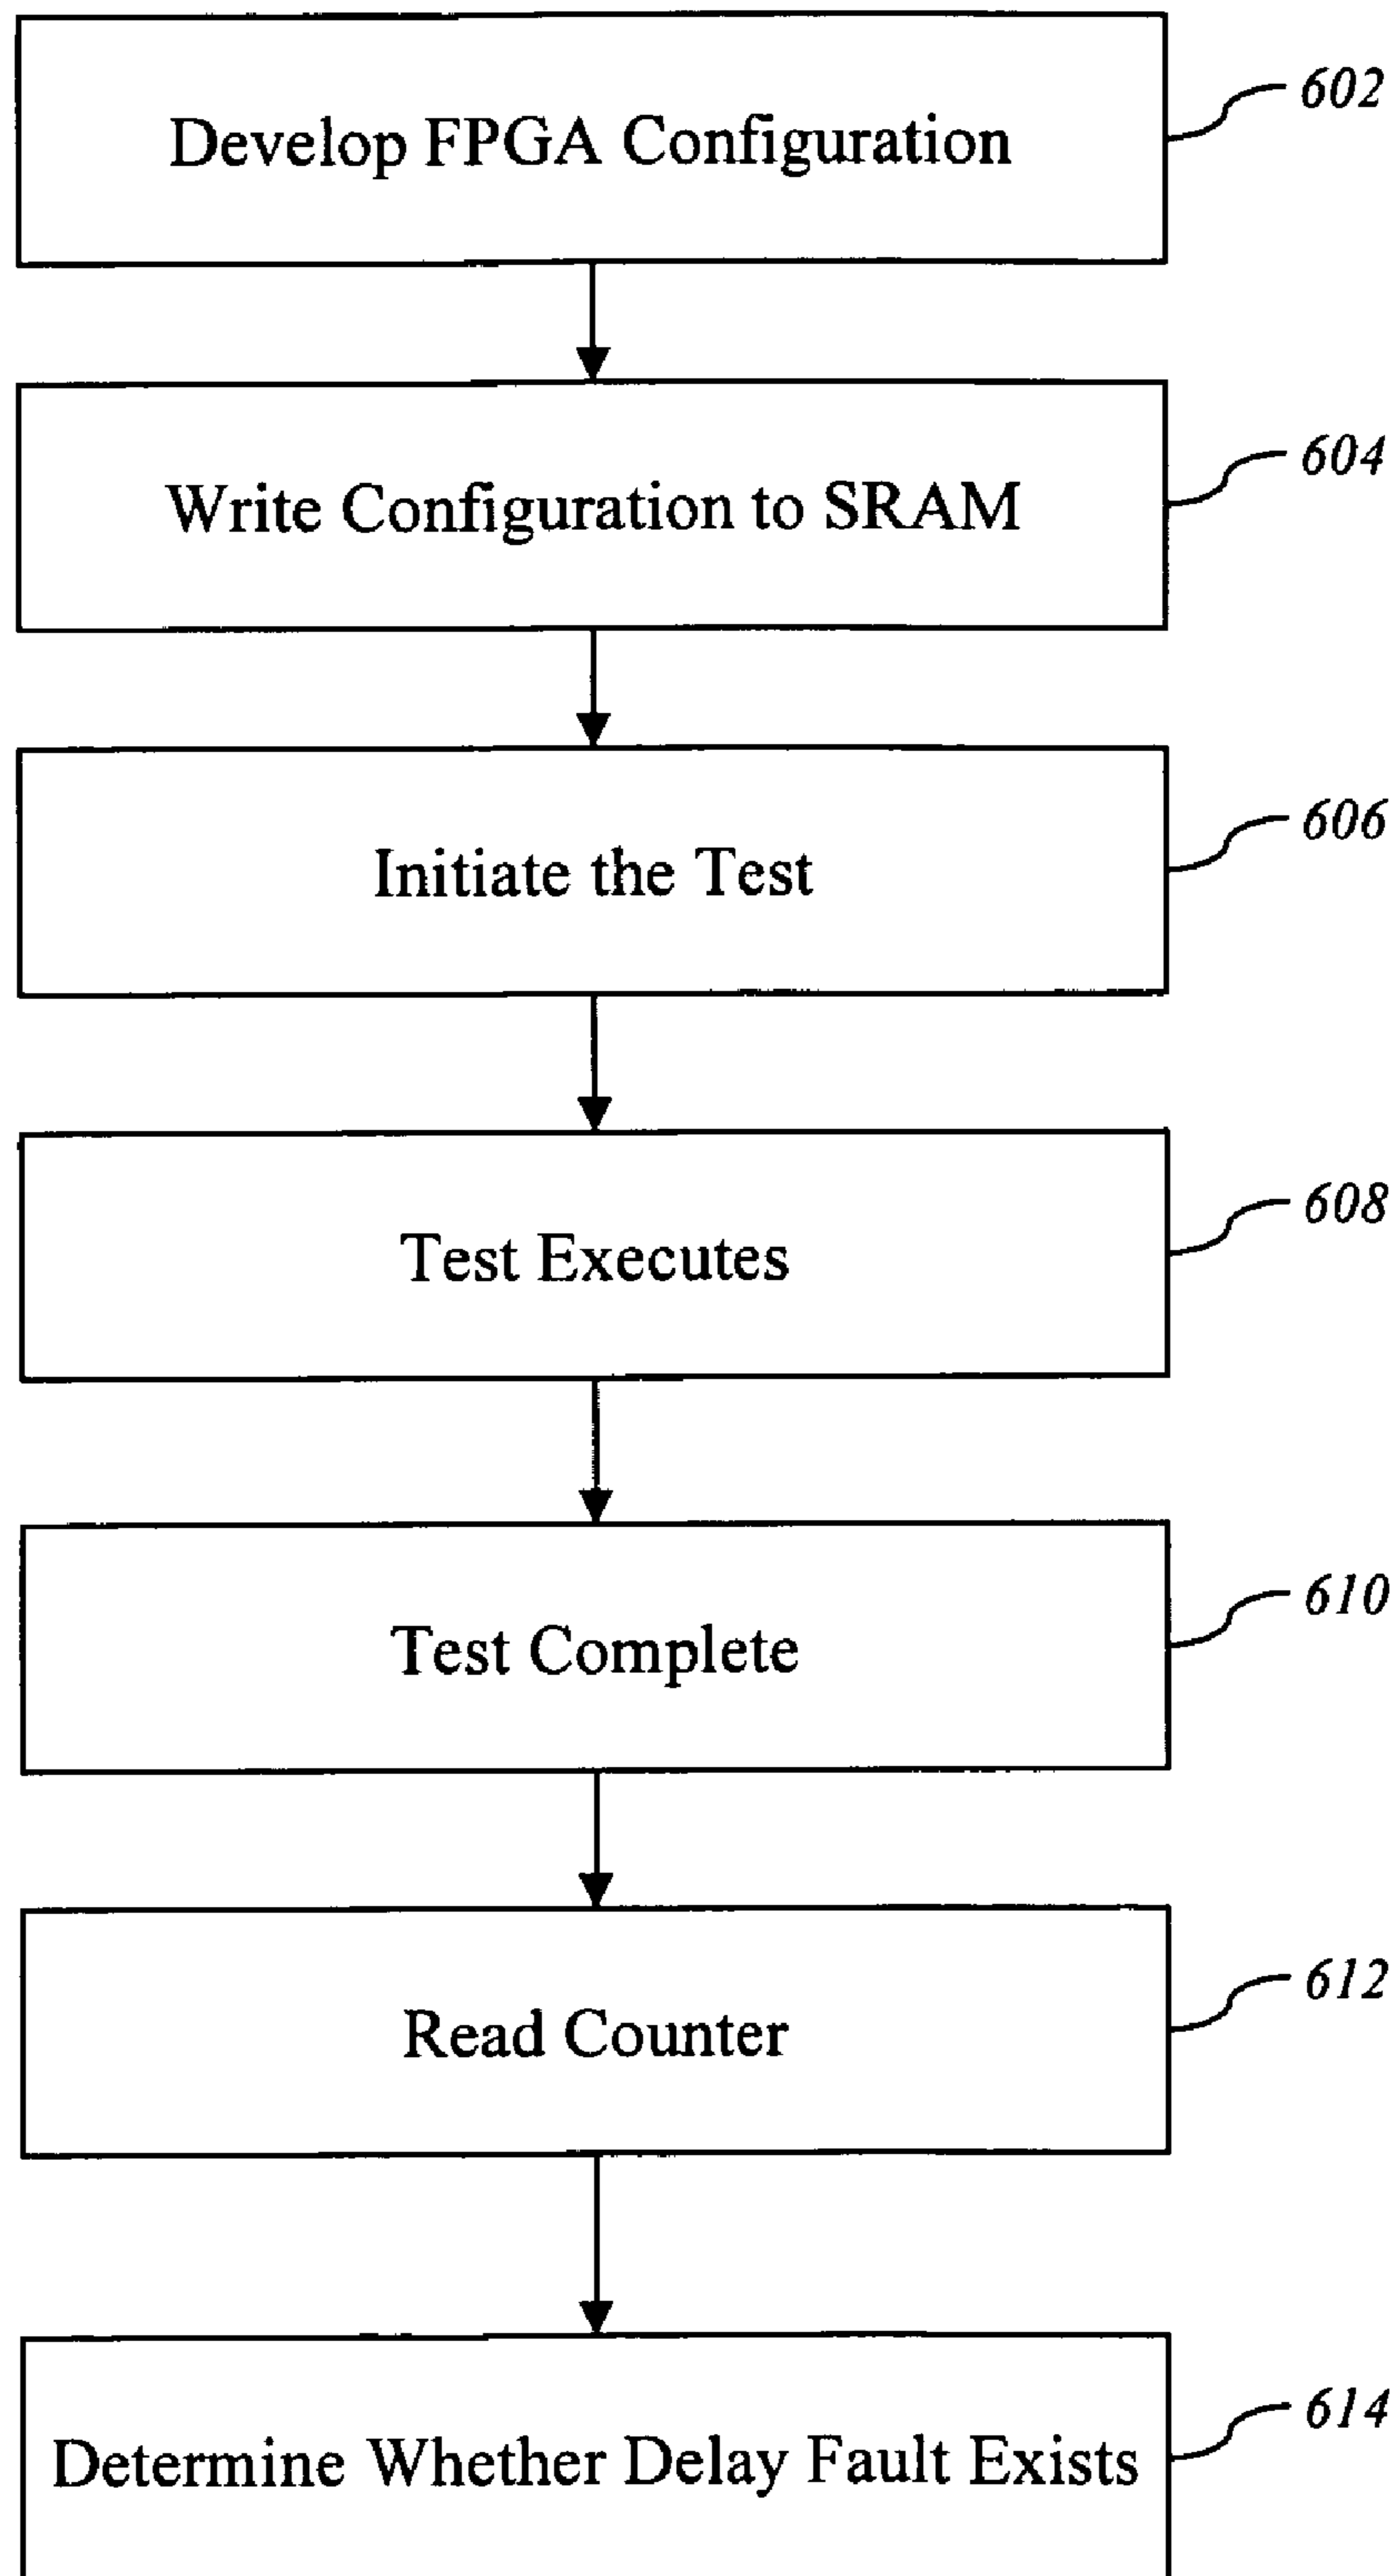 Develop FPGA Configuration
602
Write Configuration to SRAM
604
Initiate the Test
606
Test Executes
608
Test Complete
610
Read Counter
612
Determine Whether Delay Fault Exists
614